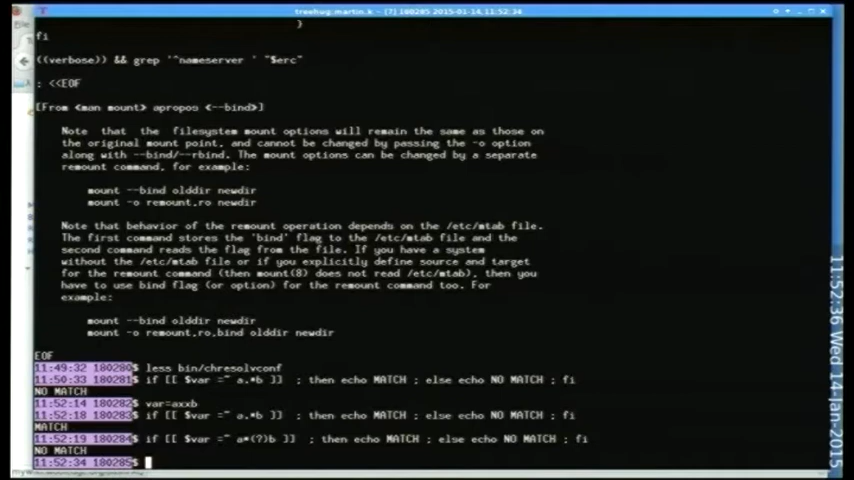 treehug:martin.k - [7] 180285 2015-01-14,11:52:34
}
fi
((verbose)) && grep '^nameserver ' "$erc"
: <<EOF
[From <man mount> apropos <--bind>]
Note that the filesystem mount options will remain the same as those on
the original mount point, and cannot be changed by passing the -o option
along with --bind/--rbind. The mount options can be changed by a separate
remount command, for example:
mount --bind olddir newdir
mount -o remount,ro newdir
Note that behavior of the remount operation depends on the /etc/mtab file.
The first command stores the 'bind' flag to the /etc/mtab file and the
second command reads the flag from the file. If you have a system
without the /etc/mtab file or if you explicitly define source and target
for the remount command (then mount(8) does not read /etc/mtab), then you
have to use bind flag (or option) for the remount command too. For
example:
mount --bind olddir newdir
mount -o remount,ro,bind olddir newdir
EOF
11:49:32 180280$ less bin/chresolvconf
11:50:33 180281$ if [[ $var =~ a.*b ]] ; then echo MATCH ; else echo NO MATCH ; fi
NO MATCH
11:52:14 180282$ var=axxb
11:52:18 180283$ if [[ $var =~ a.*b ]] ; then echo MATCH ; else echo NO MATCH ; fi
MATCH
11:52:19 180284$ if [[ $var =~ a*(?)b ]] ; then echo MATCH ; else echo NO MATCH ; fi
NO MATCH
11:52:34 180285$
11:52:36 Wed 14-Jan-2015